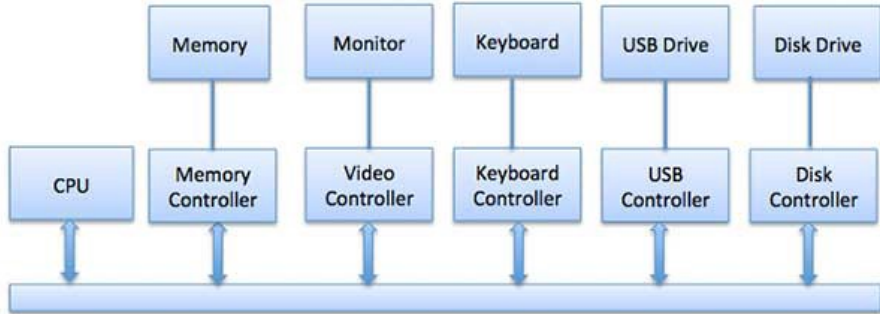 Memory
Monitor
Keyboard
USB Drive
Disk Drive
CPU
Memory
Controller
Video
Controller
Keyboard
Controller
USB
Controller
Disk
Controller